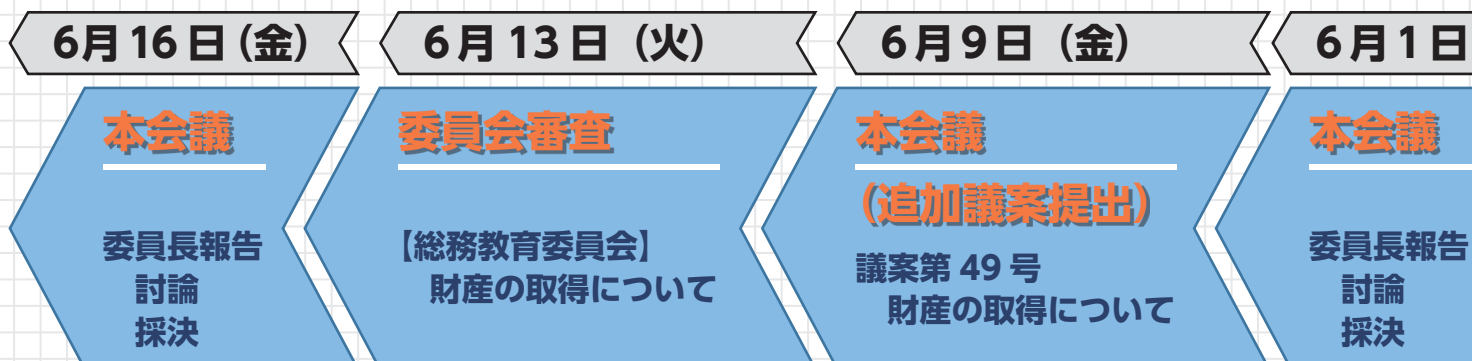 6月1日
本会議
委員長報告
討論
採決
6月9日（金）
本会議
（追加議案提出）
議案第 49 号
財産の取得について
6月13日（火）
委員会審査
【総務教育委員会】
財産の取得について
6月16日（金）
本会議
委員長報告
討論
採決